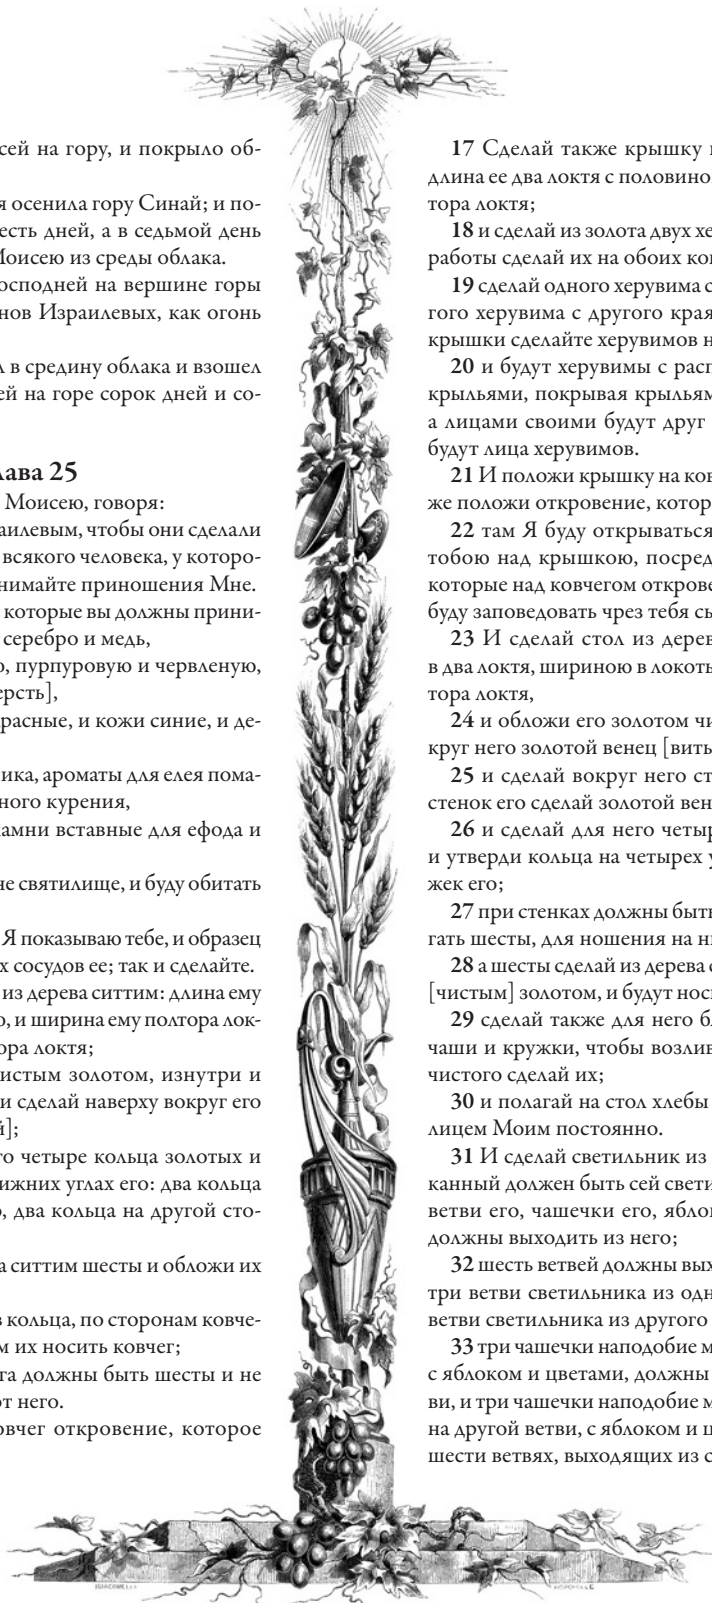 сей на гору, и покрыло об-
я осенила гору Синай; и по-
есть дней, а в седьмой день
Моисею из среды облака.
осподней на вершине горы
нов Израилевых, как огонь
л в средину облака и взошел
ей на горе сорок дней и со-
лава 25
Моисею, говоря:
аилевым, чтобы они сделали
всякого человека, у которо-
нимайте приношения Мне.
которые вы должны прини-
серебро и медь,
ю, пурпуровую и червленую,
ерсть],
расные, и кожи синие, и де-
ика, ароматы для елея пома-
ного курения,
камни вставные для ефода и
не святилище, и буду обитать
Я показываю тебе, и образец
х сосудов ее; так и сделайте.
из дерева ситтим: длина ему
ю, и ширина ему полтора лок-
ора локтя;
истым золотом, изнутри и
и сделай наверху вокруг его
й];
го четыре кольца золотых и
ижних углах его: два кольца
о, два кольца на другой сто-
а ситтим шесты и обложи их
в кольца, по сторонам ковче-
м их носить ковчег;
га должны быть шесты и не
от него.
овчег откровение, которое
17 Сделай также крышку
длина ее два локтя с половино
тора локтя;
18 и сделай из золота двух хе
работы сделай их на обоих ко
19 сделай одного херувима с
гого херувима с другого края
крышки сделайте херувимов н
20 и будут херувимы с расп
крыльями, покрывая крыльям
а лицами своими будут друг
будут лица херувимов.
21 И положи крышку на ков
же положи откровение, котор
22 там Я буду открываться
тобою над крышкою, посред
которые над ковчегом открове
буду заповедовать чрез тебя сы
23 И сделай стол из дерев
в два локтя, шириною в локоть
тора локтя,
24 и обложи его золотом чи
круг него золотой венец [виты
25 и сделай вокруг него ст
стенок его сделай золотой вен
26 и сделай для него четыр
и утверди кольца на четырех у
жек его;
27 при стенках должны быть
гать шесты, для ношения на н
28 а шесты сделай из дерева с
[чистым] золотом, и будут нос
29 сделай также для него бл
чаши и кружки, чтобы возлив
чистого сделай их;
30 и полагай на стол хлебы
лицем Моим постоянно.
31 И сделай светильник из
канный должен быть сей свети
ветви его, чашечки его, ябло
должны выходить из него;
32 шесть ветвей должны вых
три ветви светильника из одн
ветви светильника из другого
33 три чашечки наподобие м
с яблоком и цветами, должны
ви, и три чашечки наподобие м
на другой ветви, с яблоком и ц
шести ветвях, выходящих из с